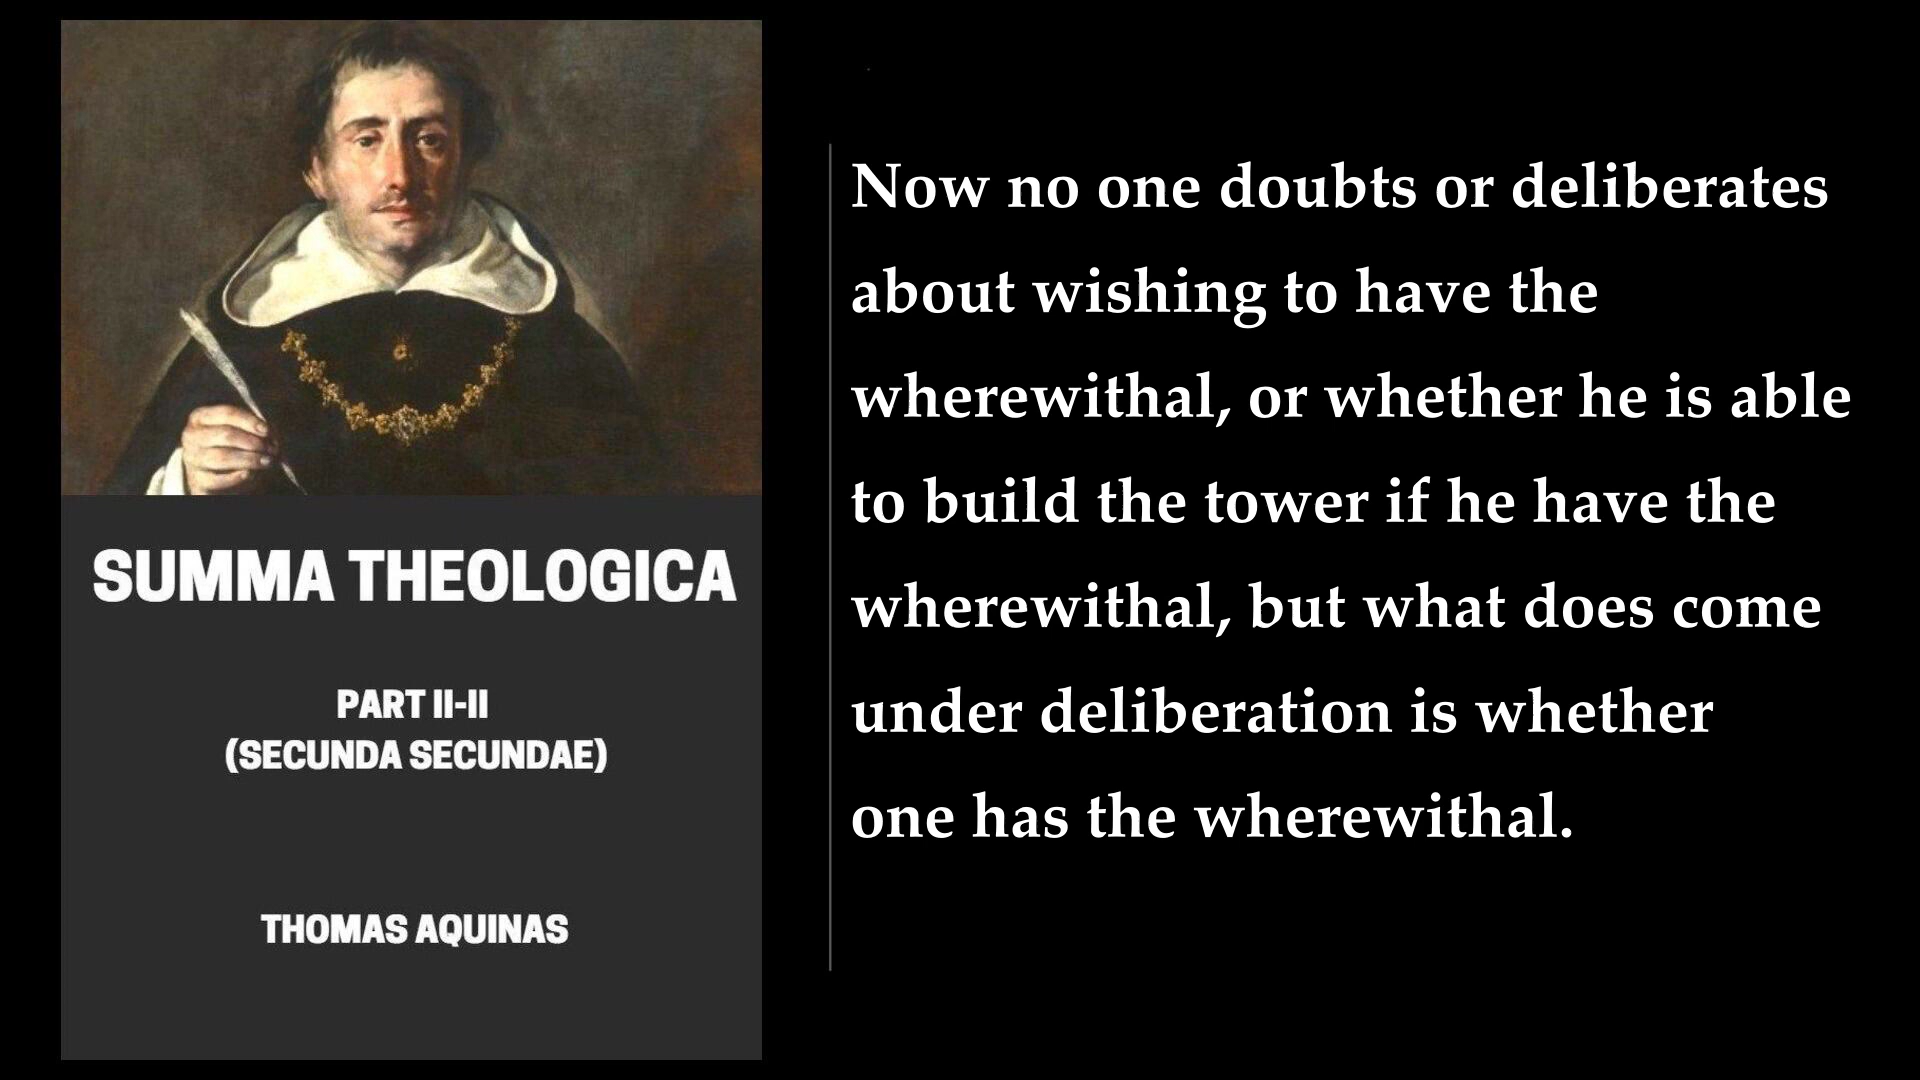 SUMMA THEOLOGICA
PART II-II
(SECUNDA SECUNDAE)
THOMAS AQUINAS
Now no one doubts or deliberates
about wishing to have the
wherewithal, or whether he is able
to build the tower if he have the
wherewithal, but what does come
under deliberation is whether
one has the wherewithal.